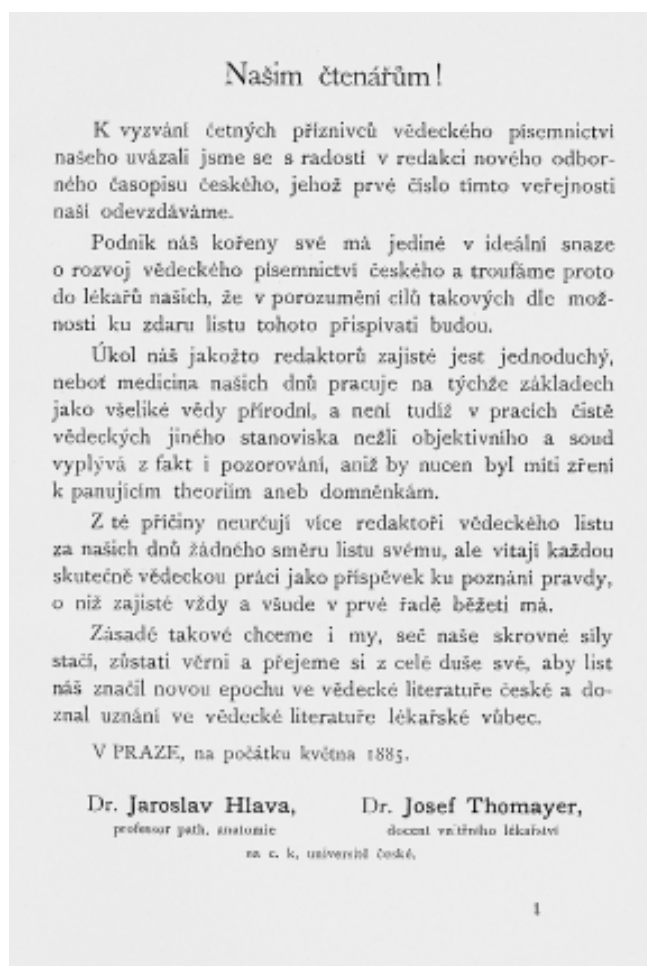 Našim čtenářům!
K vyzvání četných příznivců vědeckého písemnictví
našeho uvázali jsme se s radostí v redakci nového odbor-
ného časopisu českého, jehož prvé číslo tímto veřejnosti
naší odevzdáváme.
Podnik náš kořeny své má jedině v ideální snaze
o rozvoj vědeckého písemnictví českého a troufáme proto
do lékařů našich, že v porozumění cílů takových dle mož-
nosti ku zdaru listu tohoto přispívati budou.
Úkol náš jakožto redaktorů zajisté jest jednoduchý,
neboť medicina našich dnů pracuje na týchže základech
jako všeliké vědy přírodní, a není tudíž v pracích čistě
vědeckých jiného stanoviska nežli objektivního a soud
vyplývá z fakt i pozorování, aniž by nucen byl míti zření
k panujícím theoriím aneb domněnkám.
Z té příčiny neurčují více redaktoři vědeckého listu
za našich dnů žádného směru listu svému, ale vítají každou
skutečně vědeckou práci jako příspěvek ku poznání pravdy,
o niž zajisté vždy a všude v prvé řadě běžeti má.
Zásadě takové chceme i my, seč naše skrovné síly
stačí, zůstati věrni a přejeme si z celé duše své, aby list
náš značil novou epochu ve vědecké literatuře české a do-
znal uznání ve vědecké literatuře lékařské vůbec.
V PRAZE, na počátku května 1885.
Dr. Jaroslav Hlava, Dr. Josef Thomayer,
professor path. anatomie docent vnitřního lékařství
na c. k. universitě české.
1